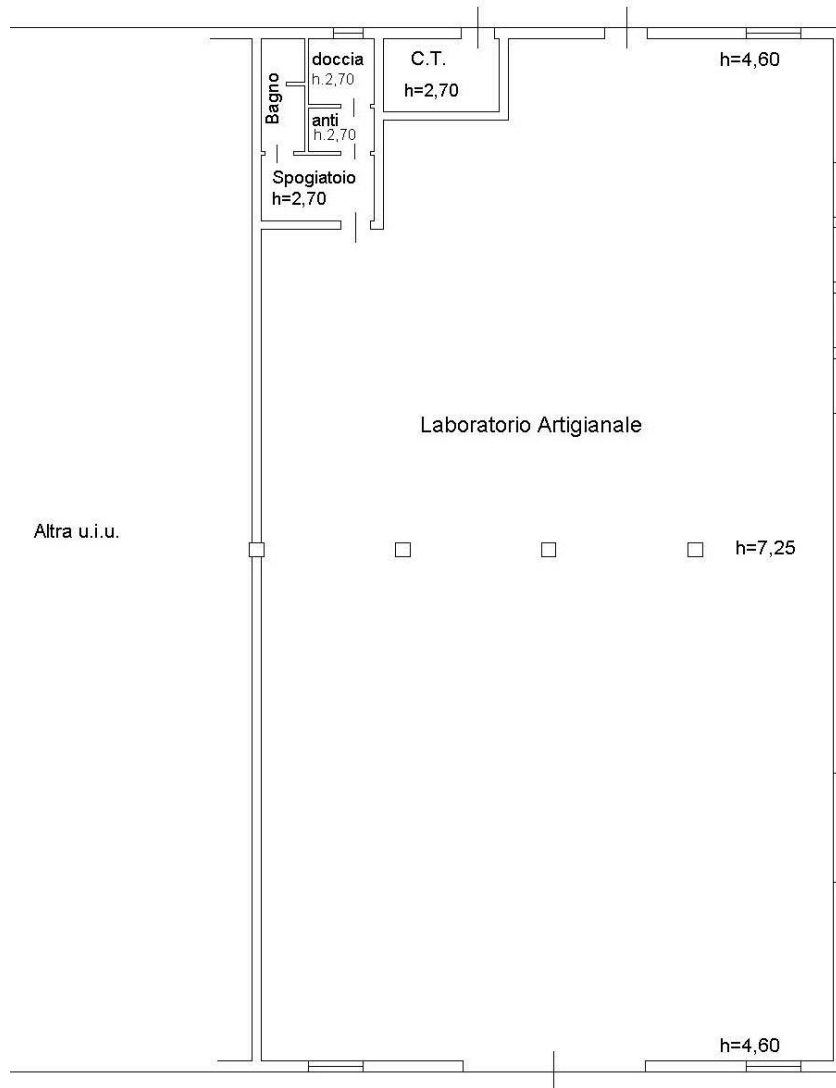 doccia
h.2,70
C.T.
h=2,70
h=4,60
Bagno
anti
h.2,70
Spogiatoio
h=2,70
Laboratorio Artigianale
Altra u.i.u.
h=7,25
h=4,60